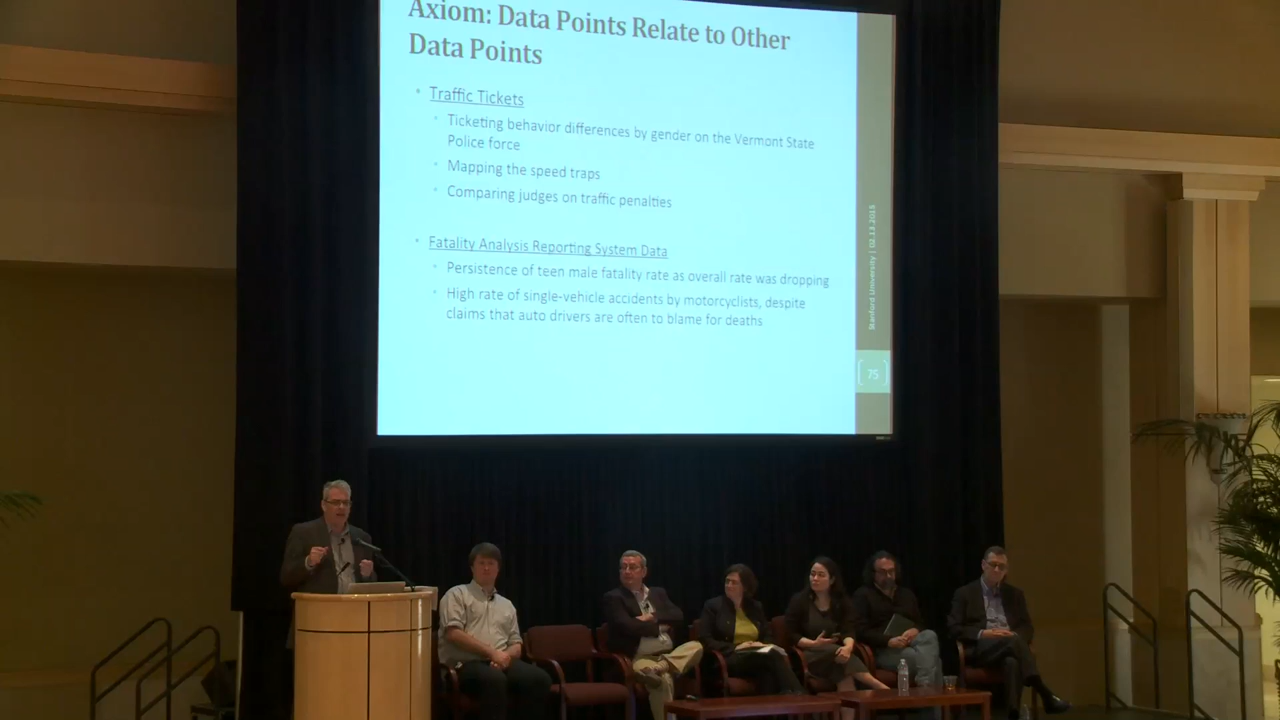 Axiom: Data Points Relate to Other
Data Points
Traffic Tickets
Ticketing behavior differences by gender on the Vermont State
Police force
Mapping the speed traps
Comparing judges on traffic penalties
Fatality Analysis Reporting System Data
Persistence of teen male fatality rate as overall rate was dropping
High rate of single-vehicle accidents by motorcyclists, despite
claims that auto drivers are often to blame for deaths
Stanford University | 02.13.2015
75